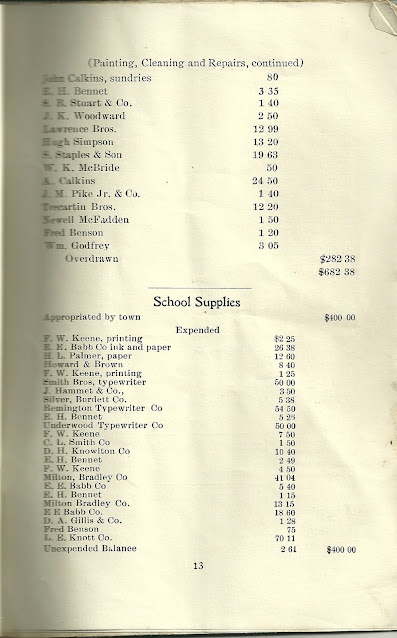 (Painting, Cleaning and Repairs, continued)
John Calkins, sundries 80
E. H. Bennet 3 35
S. B. Stuart & Co. 1 40
J. K. Woodward 2 50
Lawrence Bros. 12 99
Hugh Simpson 13 20
S. Staples & Son 19 63
W. K. McBride 50
A. Calkins 24 50
J. M. Pike Jr. & Co. 1 40
Trecartin Bros. 12 20
Newell McFadden 1 50
Fred Benson 1 20
Wm. Godfrey 3 05
Overdrawn $282 38
$682 38
School Supplies
Appropriated by town $400 00
Expended
F. W. Keene, printing $2 25
E. E. Babb Co ink and paper 26 38
H. L. Palmer, paper 12 60
Howard & Brown 8 40
F. W. Keene, printing 1 25
Smith Bros, typewriter 50 00
J. Hammet & Co., 3 50
Silver, Burdett Co. 5 38
Remington Typewriter Co 54 50
E. H. Bennet 5 26
Underwood Typewriter Co 50 00
F. W. Keene 7 50
C. L. Smith Co 1 50
D. H. Knowlton Co 10 40
E. H. Bennet 2 49
F. W. Keene 4 50
Milton, Bradley Co 41 04
E. E. Babb Co 5 40
E. H. Bennet 1 15
Milton Bradley Co. 13 15
E E Babb Co. 18 60
D. A. Gillis & Co. 1 28
Fred Benson 75
L. E. Knott Co. 70 11
Unexpended Balance 2 61 $400 00
13